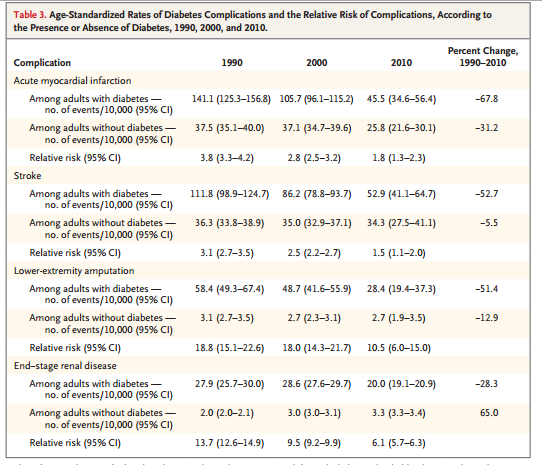 Table 3. Age-Standardized Rates of Diabetes Complications and the Relative Risk of Complications, According to
the Presence or Absence of Diabetes, 1990, 2000, and 2010.
Complication 1990 2000 2010 Percent Change, 1990–2010
Acute myocardial infarction
Among adults with diabetes — no. of events/10,000 (95% CI) 141.1 (125.3–156.8) 105.7 (96.1–115.2) 45.5 (34.6–56.4) –67.8
Among adults without diabetes — no. of events/10,000 (95% CI) 37.5 (35.1–40.0) 37.1 (34.7–39.6) 25.8 (21.6–30.1) –31.2
Relative risk (95% CI) 3.8 (3.3–4.2) 2.8 (2.5–3.2) 1.8 (1.3–2.3)
Stroke
Among adults with diabetes — no. of events/10,000 (95% CI) 111.8 (98.9–124.7) 86.2 (78.8–93.7) 52.9 (41.1–64.7) –52.7
Among adults without diabetes — no. of events/10,000 (95% CI) 36.3 (33.8–38.9) 35.0 (32.9–37.1) 34.3 (27.5–41.1) –5.5
Relative risk (95% CI) 3.1 (2.7–3.5) 2.5 (2.2–2.7) 1.5 (1.1–2.0)
Lower-extremity amputation
Among adults with diabetes — no. of events/10,000 (95% CI) 58.4 (49.3–67.4) 48.7 (41.6–55.9) 28.4 (19.4–37.3) –51.4
Among adults without diabetes — no. of events/10,000 (95% CI) 3.1 (2.7–3.5) 2.7 (2.3–3.1) 2.7 (1.9–3.5) –12.9
Relative risk (95% CI) 18.8 (15.1–22.6) 18.0 (14.3–21.7) 10.5 (6.0–15.0)
End–stage renal disease
Among adults with diabetes — no. of events/10,000 (95% CI) 27.9 (25.7–30.0) 28.6 (27.6–29.7) 20.0 (19.1–20.9) –28.3
Among adults without diabetes — no. of events/10,000 (95% CI) 2.0 (2.0–2.1) 3.0 (3.0–3.1) 3.3 (3.3–3.4) 65.0
Relative risk (95% CI) 13.7 (12.6–14.9) 9.5 (9.2–9.9) 6.1 (5.7–6.3)